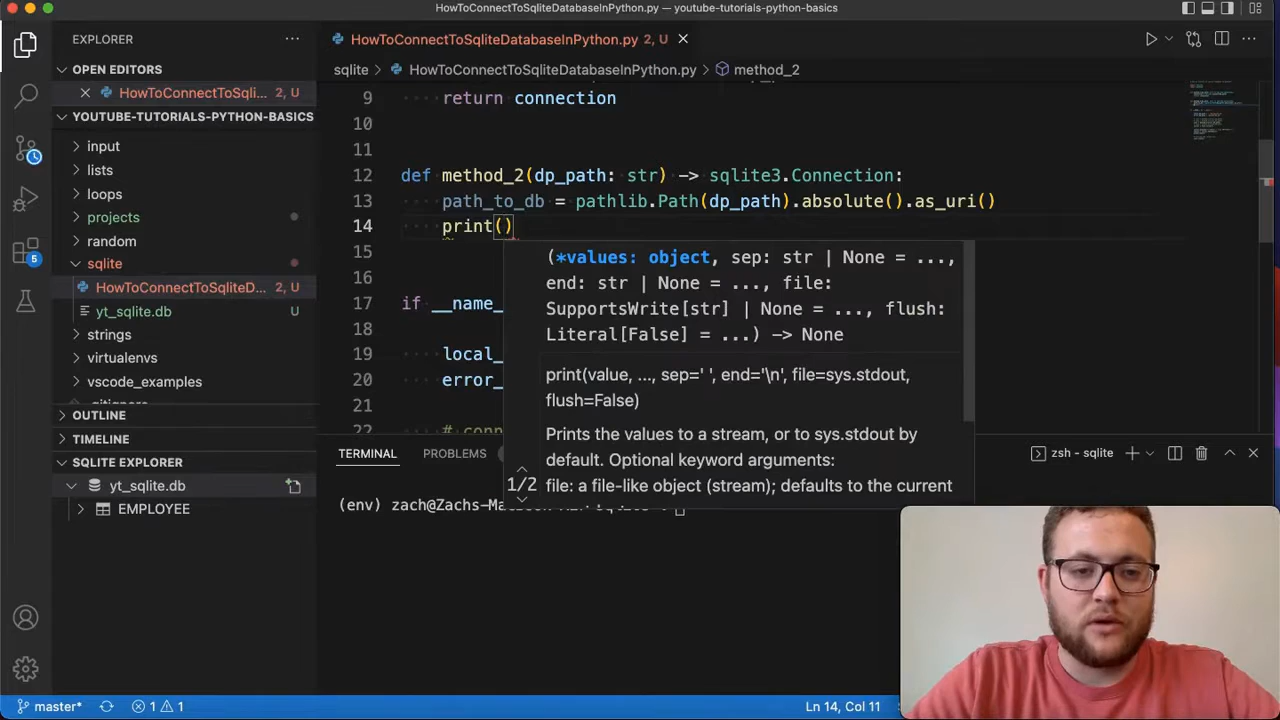 HowToConnectToSqliteDatabaseInPython.py — youtube-tutorials-python-basics
EXPLORER
HowToConnectToSqliteDatabaseInPython.py 2, U
OPEN EDITORS
sqlite > HowToConnectToSqliteDatabaseInPython.py > method_2
HowToConnectToSqli... 2, U
YOUTUBE-TUTORIALS-PYTHON-BASICS
input
lists
loops
projects
random
sqlite
HowToConnectToSqliteD... 2, U
yt_sqlite.db U
strings
virtualenvs
vscode_examples
OUTLINE
TIMELINE
SQLITE EXPLORER
yt_sqlite.db
EMPLOYEE
5
9 return connection
10
11
12 def method_2(dp_path: str) -> sqlite3.Connection:
13 path_to_db = pathlib.Path(dp_path).absolute().as_uri()
14 print()
15
16
17 if __name_
18
19 local_
20 error_
21
22
(*values: object, sep: str | None = ...,
end: str | None = ..., file:
SupportsWrite[str] | None = ..., flush:
Literal[False] = ...) -> None
print(value, ..., sep=' ', end='\n', file=sys.stdout,
flush=False)
Prints the values to a stream, or to sys.stdout by
default. Optional keyword arguments:
1/2
file: a file-like object (stream); defaults to the current
TERMINAL PROBLEMS
zsh - sqlite
(env) zach@Zachs-
master* 1 1
Ln 14, Col 11